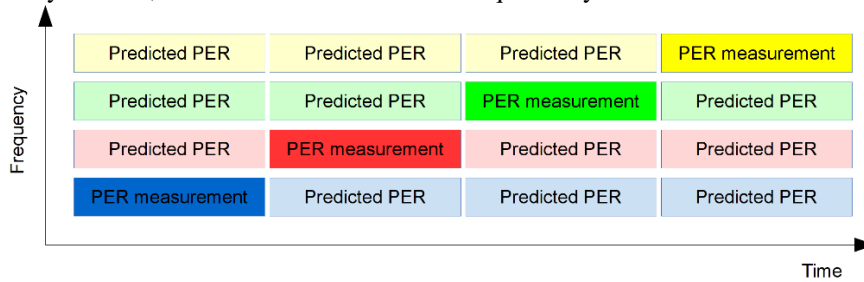 Predicted PER Predicted PER Predicted PER PER measurement
Predicted PER Predicted PER PER measurement Predicted PER
Frequency
Predicted PER PER measurement Predicted PER Predicted PER
PER measurement Predicted PER Predicted PER Predicted PER
Time